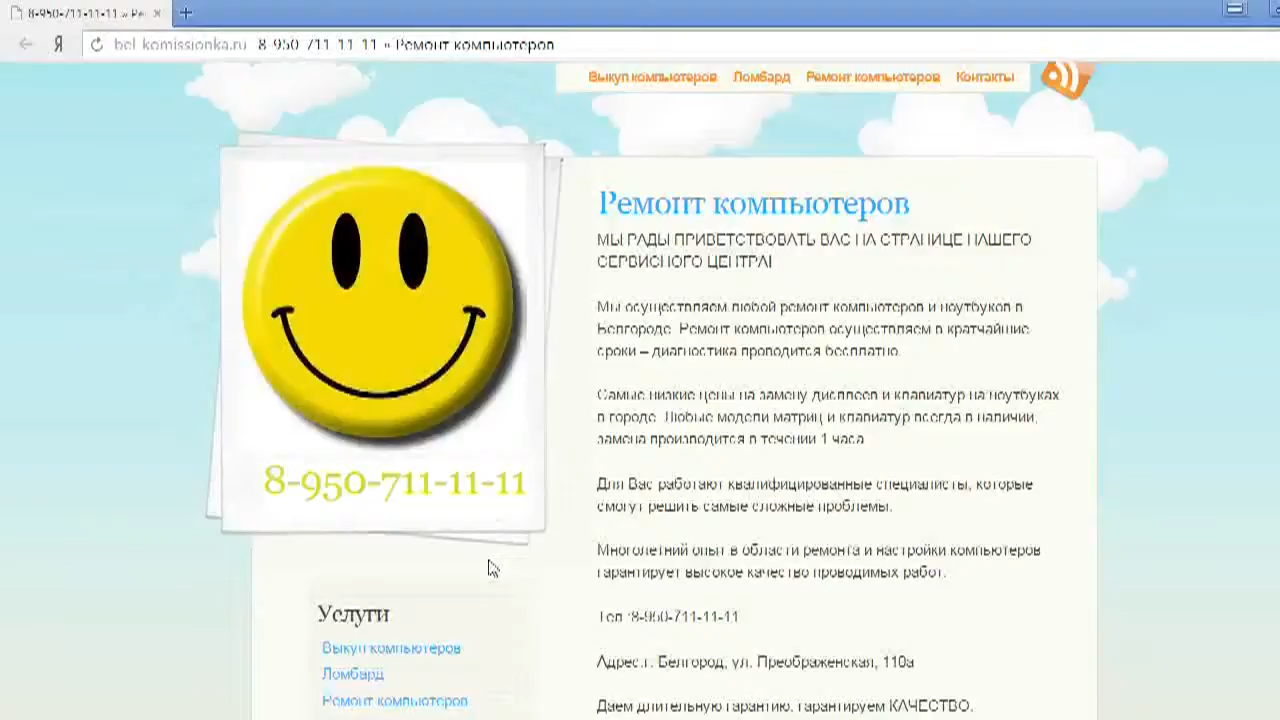 8-950-711-11-11 » Ре
Я bel-komissionka.ru 8-950-711-11-11 » Ремонт компьютеров
Выкуп компьютеров Ломбард Ремонт компьютеров Контакты
8-950-711-11-11
Услуги
Выкуп компьютеров
Ломбард
Ремонт компьютеров
Ремонт компьютеров
МЫ РАДЫ ПРИВЕТСТВОВАТЬ ВАС НА СТРАНИЦЕ НАШЕГО
СЕРВИСНОГО ЦЕНТРА!
Мы осуществляем любой ремонт компьютеров и ноутбуков в
Белгороде. Ремонт компьютеров осуществляем в кратчайшие
сроки – диагностика проводится бесплатно.
Самые низкие цены на замену дисплеев и клавиатур на ноутбуках
в городе. Любые модели матриц и клавиатур всегда в наличии,
замена производится в течении 1 часа
Для Вас работают квалифицированные специалисты, которые
смогут решить самые сложные проблемы.
Многолетний опыт в области ремонта и настройки компьютеров
гарантирует высокое качество проводимых работ.
Тел.:8-950-711-11-11
Адрес.г. Белгород, ул. Преображенская, 110а
Даем длительную гарантию, гарантируем КАЧЕСТВО.